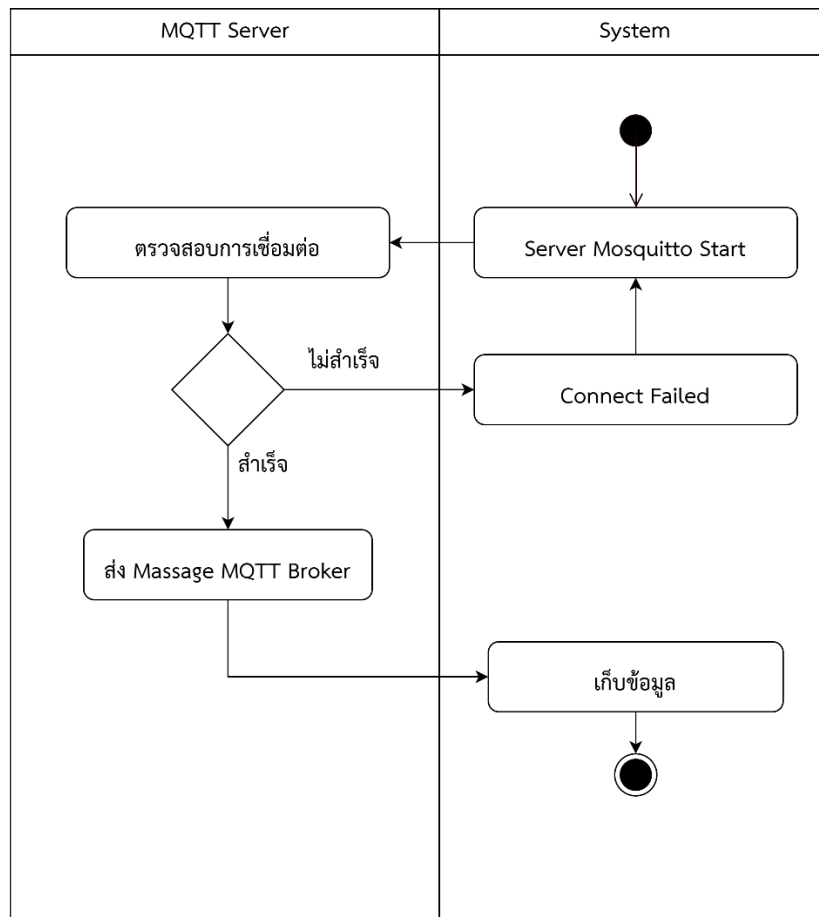 MQTT Server
System
ตรวจสอบการเชื่อมต่อ
Server Mosquitto Start
ไม่สำเร็จ
Connect Failed
สำเร็จ
ส่ง Massage MQTT Broker
เก็บข้อมูล